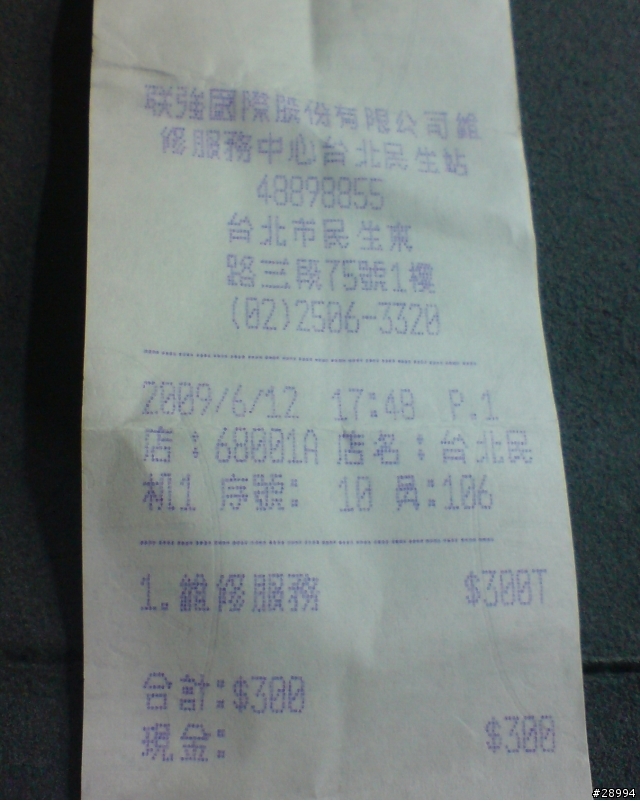 联強國際股份有限公司維
修服務中心台北民生站
48898855
台北市民生東
路三段75號1樓
(02)2506-3320
2009/6/12 17:48 P.1
店：68001A 店名：台北民
机1 序號: 10 員:106
1.維修服務 $300T
合計:$300
現金: $300
#28994